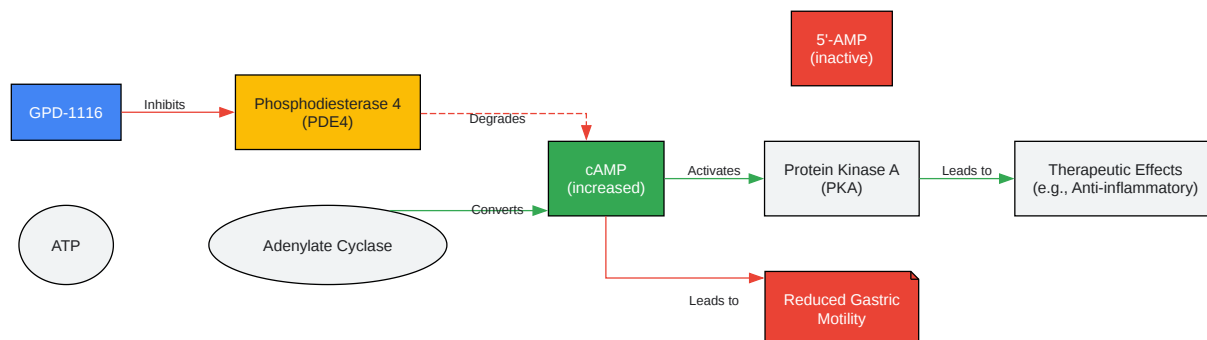 5'-AMP
(inactive)
GPD-1116
Inhibits
Phosphodiesterase 4
(PDE4)
Degrades
cAMP
(increased)
Activates
Protein Kinase A
(PKA)
Leads to
Therapeutic Effects
(e.g., Anti-inflammatory)
ATP
Adenylate Cyclase
Converts
Leads to
Reduced Gastric
Motility